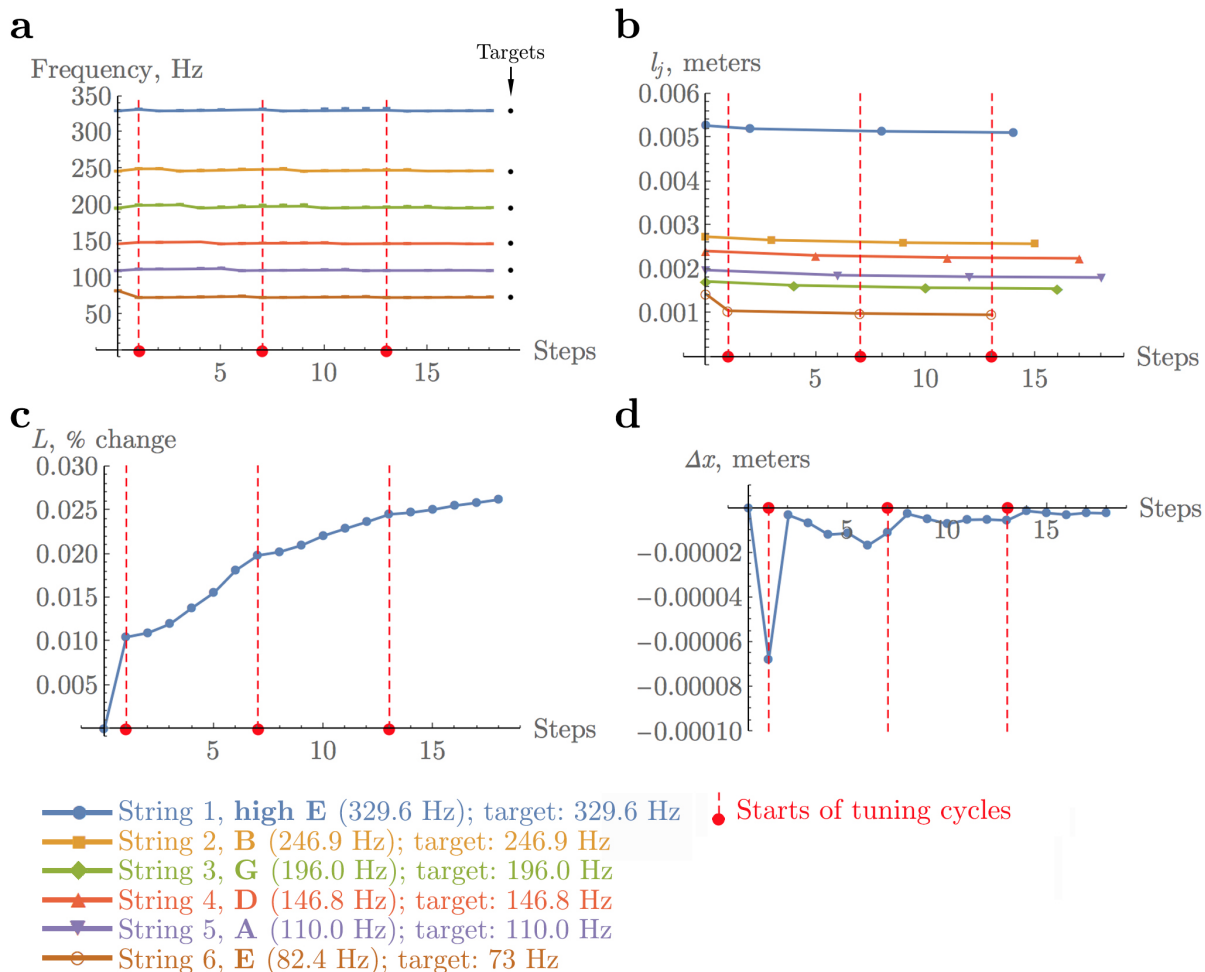 a
Targets
Frequency, Hz
350
300
250
200
150
100
50
5
10
15
Steps
b
lj, meters
0.006
0.005
0.004
0.003
0.002
0.001
5
10
15
Steps
c
L, % change
0.030
0.025
0.020
0.015
0.010
0.005
5
10
15
Steps
d
Δx, meters
Steps
5
10
15
−0.00002
−0.00004
−0.00006
−0.00008
−0.00010
String 1, high E (329.6 Hz); target: 329.6 Hz
String 2, B (246.9 Hz); target: 246.9 Hz
String 3, G (196.0 Hz); target: 196.0 Hz
String 4, D (146.8 Hz); target: 146.8 Hz
String 5, A (110.0 Hz); target: 110.0 Hz
String 6, E (82.4 Hz); target: 73 Hz
Starts of tuning cycles